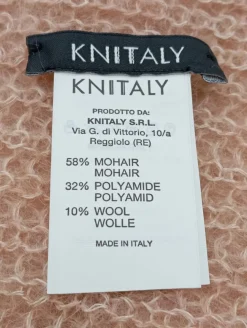 KNITALY
KNITALY
PRODOTTO DA:
KNITALY S.R.L.
Via G. di Vittorio, 10/a
Reggiolo (RE)
58% MOHAIR
MOHAIR
32% POLYAMIDE
POLYAMID
10% WOOL
WOLLE
MADE IN ITALY